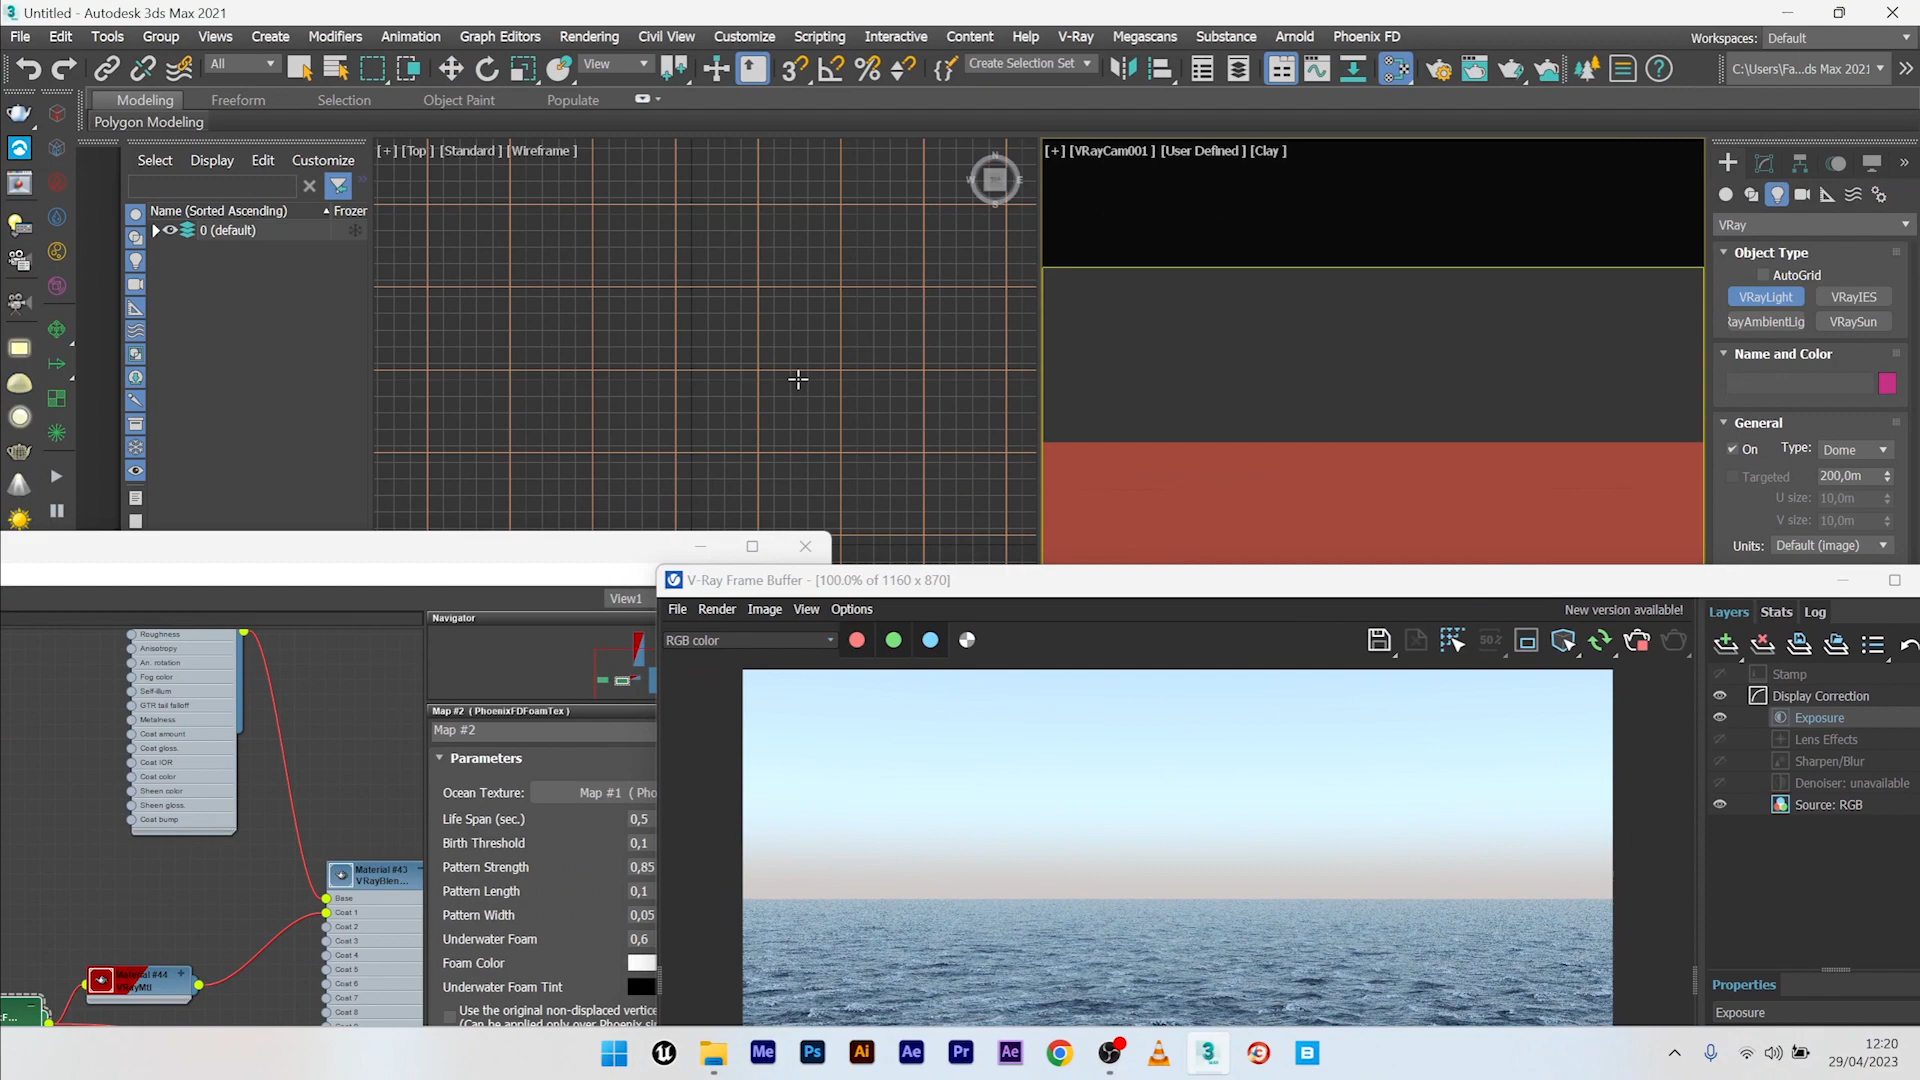 Untitled - Autodesk 3ds Max 2021
File Edit Tools Group Views Create Modifiers Animation Graph Editors Rendering Civil View Customize Scripting Interactive Content Help V-Ray Megascans Substance Arnold Phoenix FD Workspaces: Default
All View Create Selection Set C:\Users\Fa...ds Max 2021
Modeling Freeform Selection Object Paint Populate
Polygon Modeling
Select Display Edit Customize
Name (Sorted Ascending) Frozen
0 (default)
[+] [Top] [Standard] [Wireframe]
[+] [VRayCam001] [User Defined] [Clay]
N
W E
S
VRay
Object Type
AutoGrid
VRayLight VRayIES
RayAmbientLig VRaySun
Name and Color
General
On Type: Dome
Targeted 200,0m
U size: 10,0m
V size: 10,0m
Units: Default (image)
View1
Navigator
Roughness
Anisotropy
An. rotation
Fog color
Self-illum
GTR tail falloff
Metalness
Coat amount
Coat gloss.
Coat IOR
Coat color
Sheen color
Sheen gloss.
Coat bump
Material #43
VRayBlen...
Base
Coat 1
Coat 2
Coat 3
Coat 4
Coat 5
Coat 6
Coat 7
Coat 8
Material #44
VRayMtl
F...
Map #2 ( PhoenixFDFoamTex )
Map #2
Parameters
Ocean Texture: Map #1 ( Pho
Life Span (sec.) 0,5
Birth Threshold 0,1
Pattern Strength 0,85
Pattern Length 0,1
Pattern Width 0,05
Underwater Foam 0,6
Foam Color
Underwater Foam Tint
Use the original non-displaced vertice
(Can be applied only over Phoenix si
V-Ray Frame Buffer - [100.0% of 1160 x 870]
File Render Image View Options New version available!
RGB color 50%
Layers Stats Log
Stamp
Display Correction
Exposure
Lens Effects
Sharpen/Blur
Denoiser: unavailable
Source: RGB
Properties
Exposure
Me Ps Ai Ae Pr Ae 3 MAX B
12:20
29/04/2023